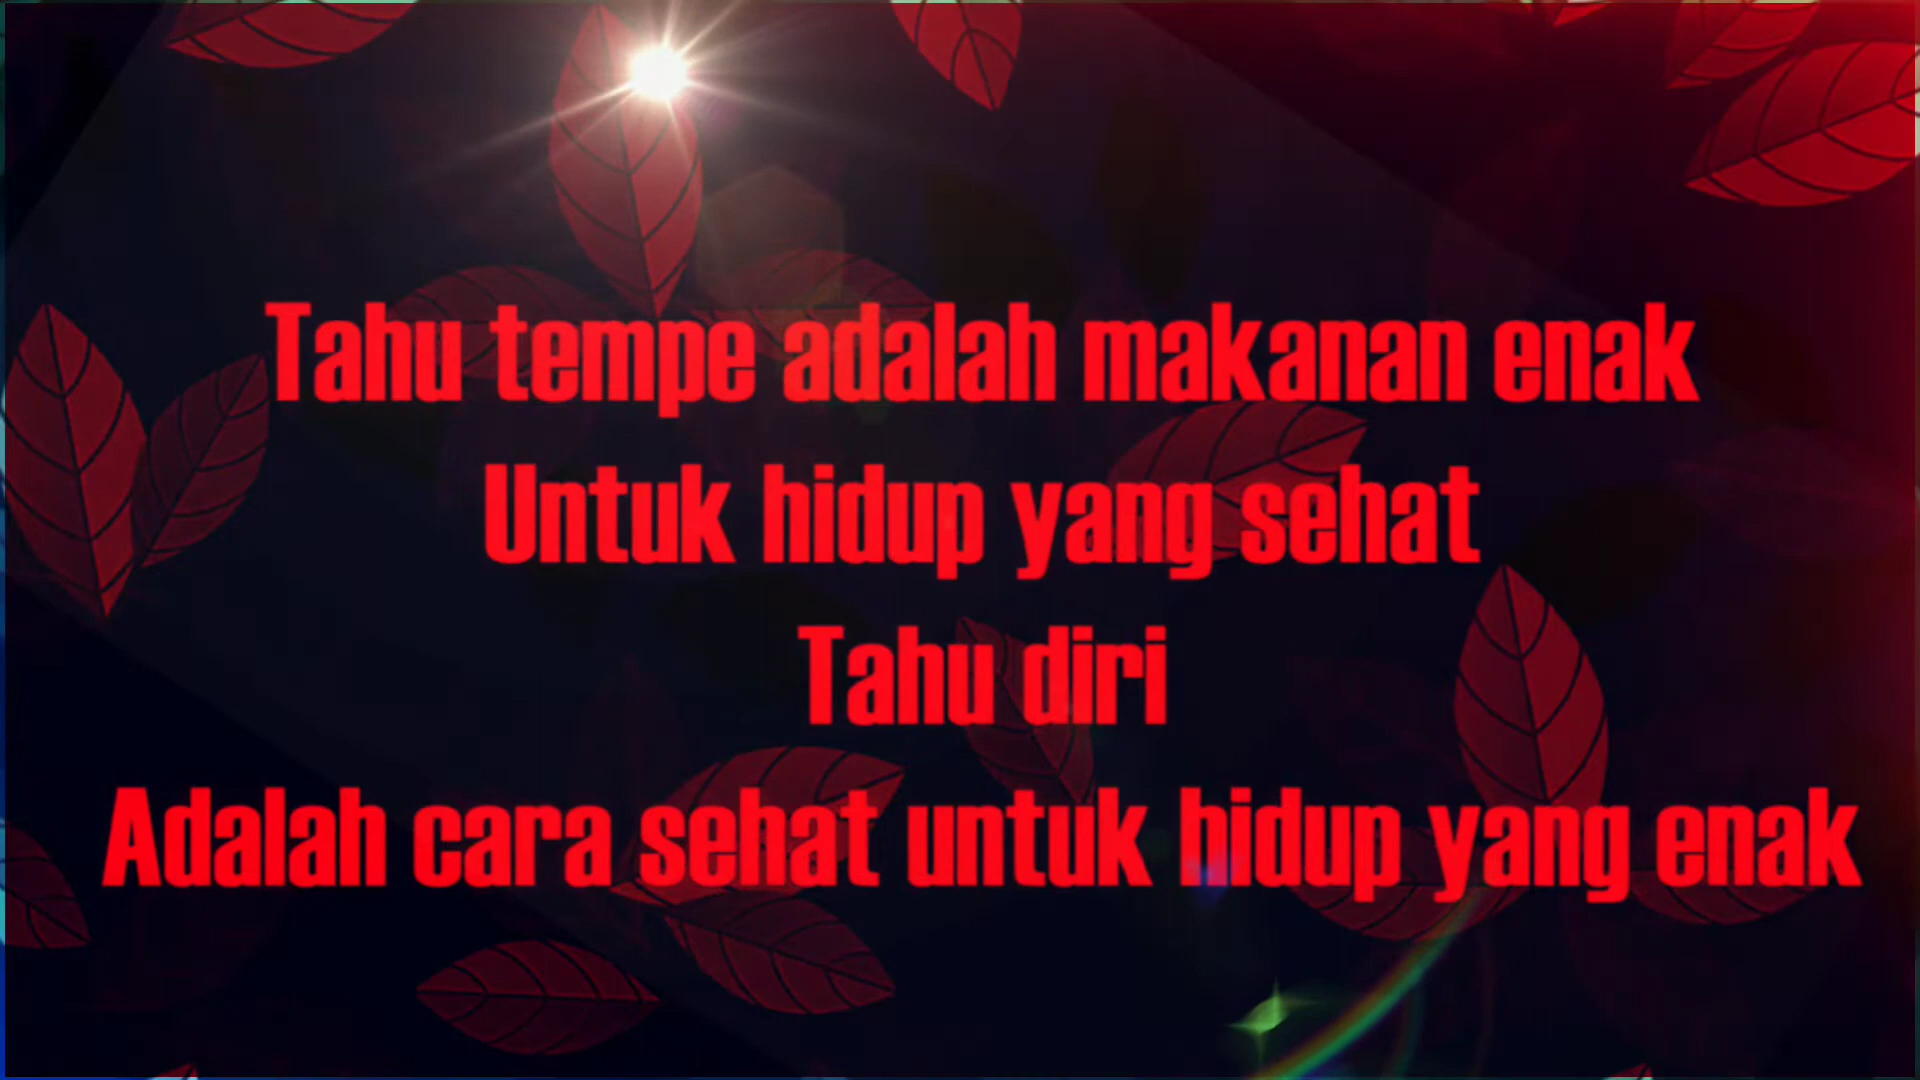 Tahu tempe adalah makanan enak
Untuk hidup yang sehat
Tahu diri
Adalah cara sehat untuk hidup yang enak